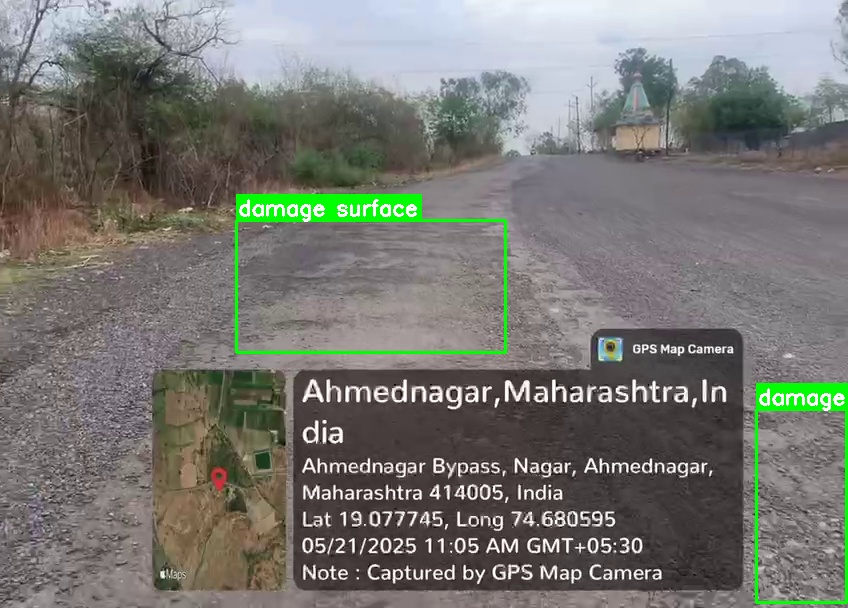 damage surface
GPS Map Camera
damage
Ahmednagar,Maharashtra,In
dia
Ahmednagar Bypass, Nagar, Ahmednagar,
Maharashtra 414005, India
Lat 19.077745, Long 74.680595
05/21/2025 11:05 AM GMT+05:30
Note : Captured by GPS Map Camera
Maps